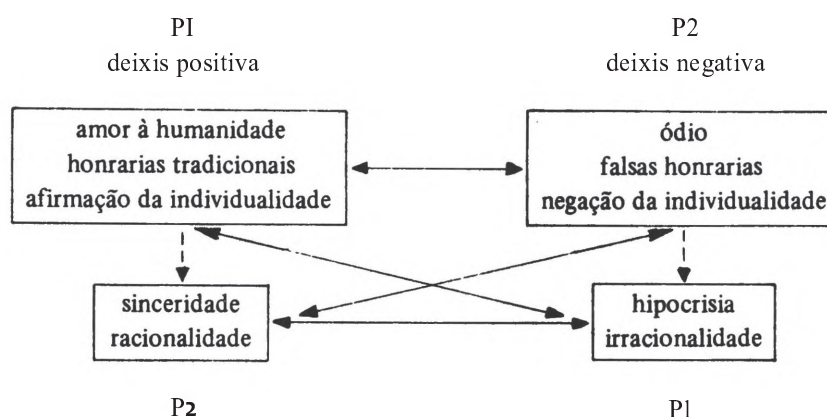 P1
P2
deixis positiva
deixis negativa
amor à humanidade
honrarias tradicionais
afirmação da individualidade
ódio
falsas honrarias
negação da individualidade
sinceridade
racionalidade
hipocrisia
irracionalidade
P2
P1